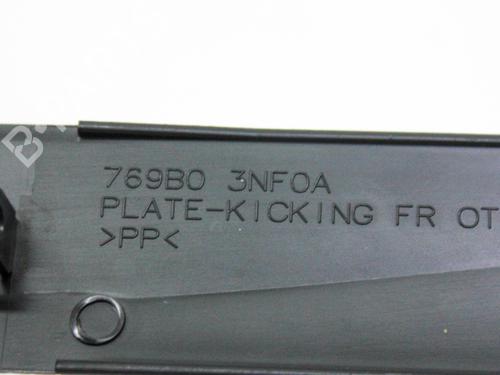 769B0 3NF0A
PLATE-KICKING FR OT
>PP<